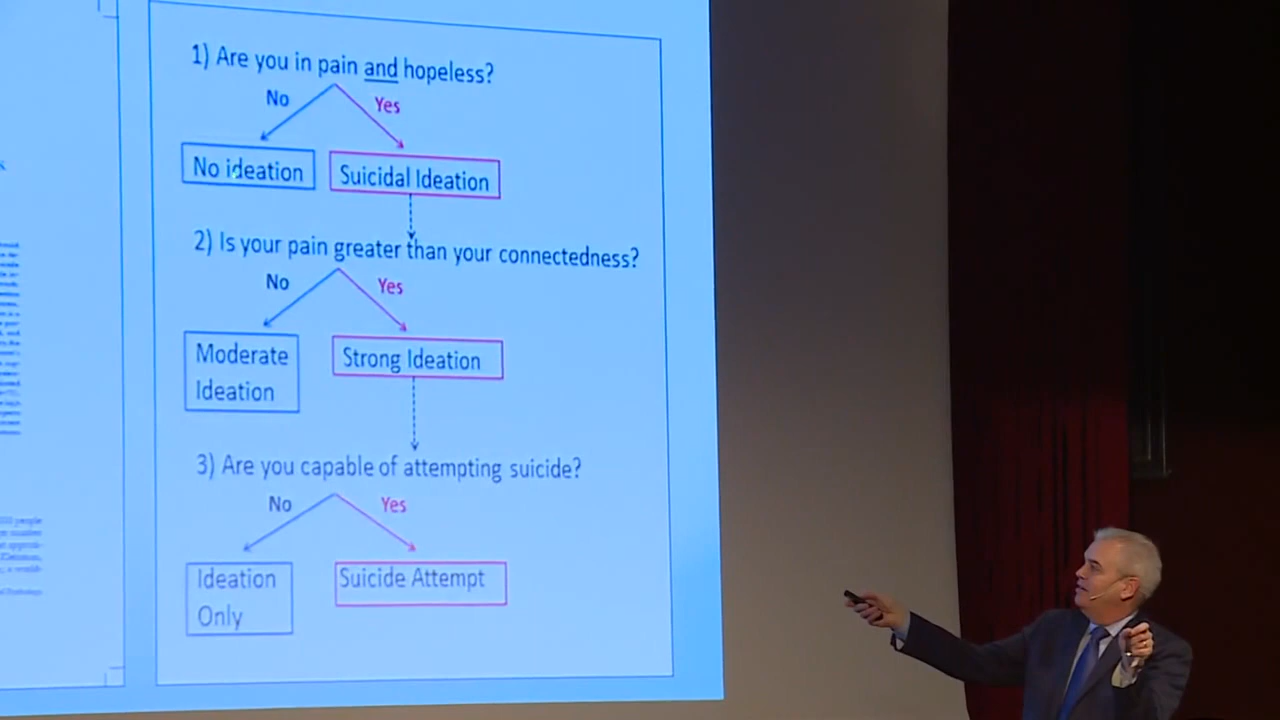 1) Are you in pain and hopeless?
No
Yes
No ideation
Suicidal Ideation
2) Is your pain greater than your connectedness?
No
Yes
Moderate
Ideation
Strong Ideation
3) Are you capable of attempting suicide?
No
Yes
Ideation
Only
Suicide Attempt
people